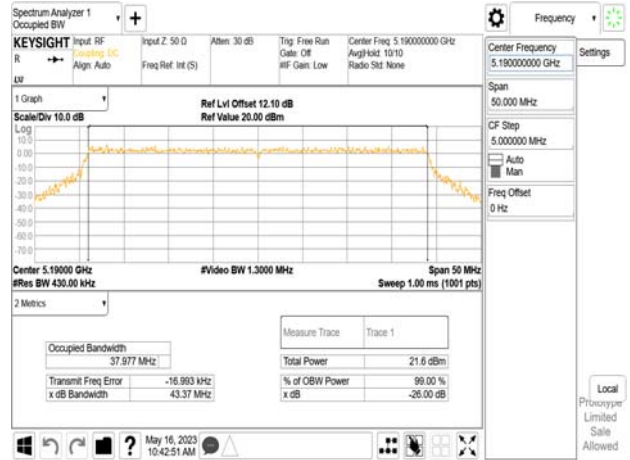 Spectrum Analyzer 1
Occupied BW
KEYSIGHT
R
Input: RF
Coupling: DC
Align: Auto
Input Z: 50 Ω
Freq Ref: Int (S)
Atten: 30 dB
Trig: Free Run
Gate: Off
#IF Gain: Low
Center Freq: 5.190000000 GHz
Avg|Hold: 10/10
Radio Std: None
1 Graph
Scale/Div 10.0 dB
Ref Lvl Offset 12.10 dB
Ref Value 20.00 dBm
Log
10.0
0.00
-10.0
-20.0
-30.0
-40.0
-50.0
-60.0
-70.0
Center 5.19000 GHz
#Res BW 430.00 kHz
#Video BW 1.3000 MHz
Span 50 MHz
Sweep 1.00 ms (1001 pts)
2 Metrics
Measure Trace Trace 1
Occupied Bandwidth
37.977 MHz
Total Power 21.6 dBm
Transmit Freq Error -16.993 kHz
% of OBW Power 99.00 %
x dB Bandwidth 43.37 MHz
x dB -26.00 dB
?
May 16, 2023
10:42:51 AM
Frequency
Settings
Center Frequency
5.190000000 GHz
Span
50.000 MHz
CF Step
5.000000 MHz
Auto
Man
Freq Offset
0 Hz
Local
Prototype
Limited
Sale
Allowed